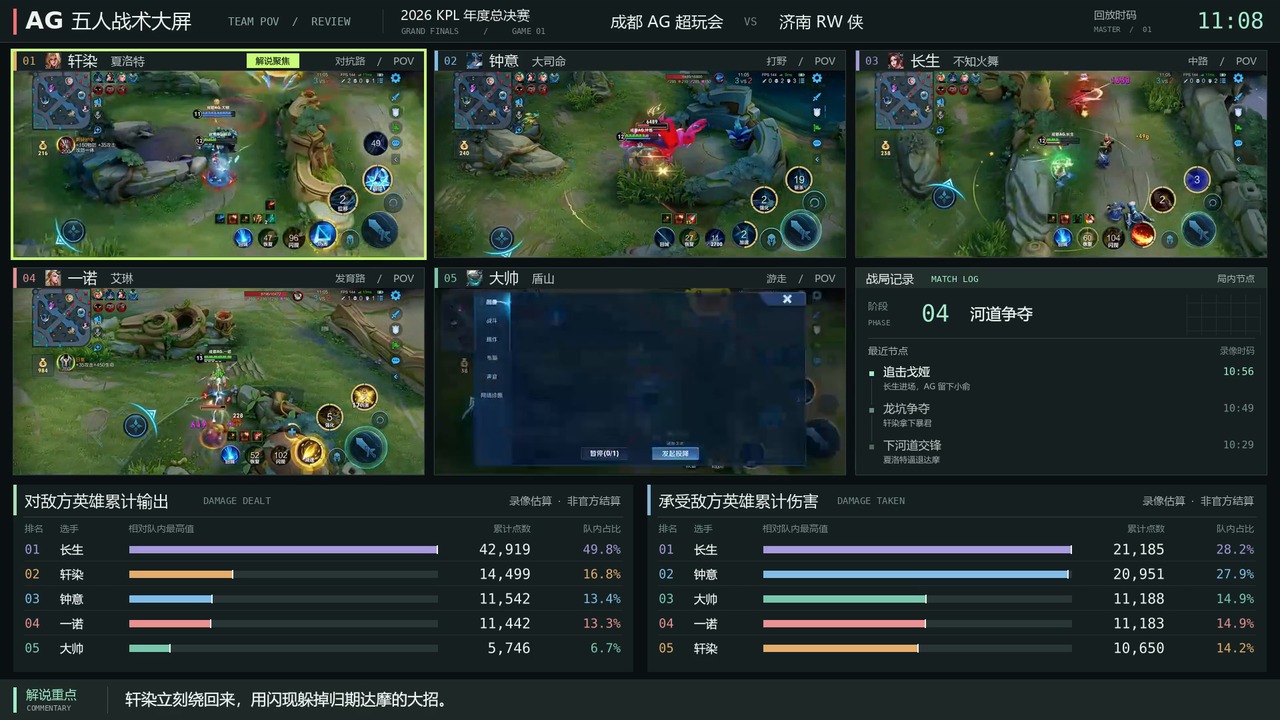 AG 五人战术大屏
TEAM POV / REVIEW
2026 KPL 年度总决赛
GRAND FINALS / GAME 01
成都 AG 超玩会 VS 济南 RW 侠
回放时码
MASTER / 01
11:08
01 轩染 夏洛特 解说聚焦 对抗路 / POV
02 钟意 大司命 打野 / POV
03 长生 不知火舞 中路 / POV
04 一诺 艾琳 发育路 / POV
05 大帅 盾山 游走 / POV
暂停(0/1) 发起投降
战局记录 MATCH LOG 局内节点
阶段
PHASE
04 河道争夺
最近节点 录像时码
追击戈娅 10:56
长生进场，AG 留下小俞
龙坑争夺 10:49
轩染拿下暴君
下河道交锋 10:29
夏洛特逼退达摩
对敌方英雄累计输出 DAMAGE DEALT 录像估算 · 非官方结算
排名 选手 相对队内最高值 累计点数 队内占比
01 长生 42,919 49.8%
02 轩染 14,499 16.8%
03 钟意 11,542 13.4%
04 一诺 11,442 13.3%
05 大帅 5,746 6.7%
承受敌方英雄累计伤害 DAMAGE TAKEN 录像估算 · 非官方结算
排名 选手 相对队内最高值 累计点数 队内占比
01 长生 21,185 28.2%
02 钟意 20,951 27.9%
03 大帅 11,188 14.9%
04 一诺 11,183 14.9%
05 轩染 10,650 14.2%
解说重点
COMMENTARY
轩染立刻绕回来，用闪现躲掉归期达摩的大招。